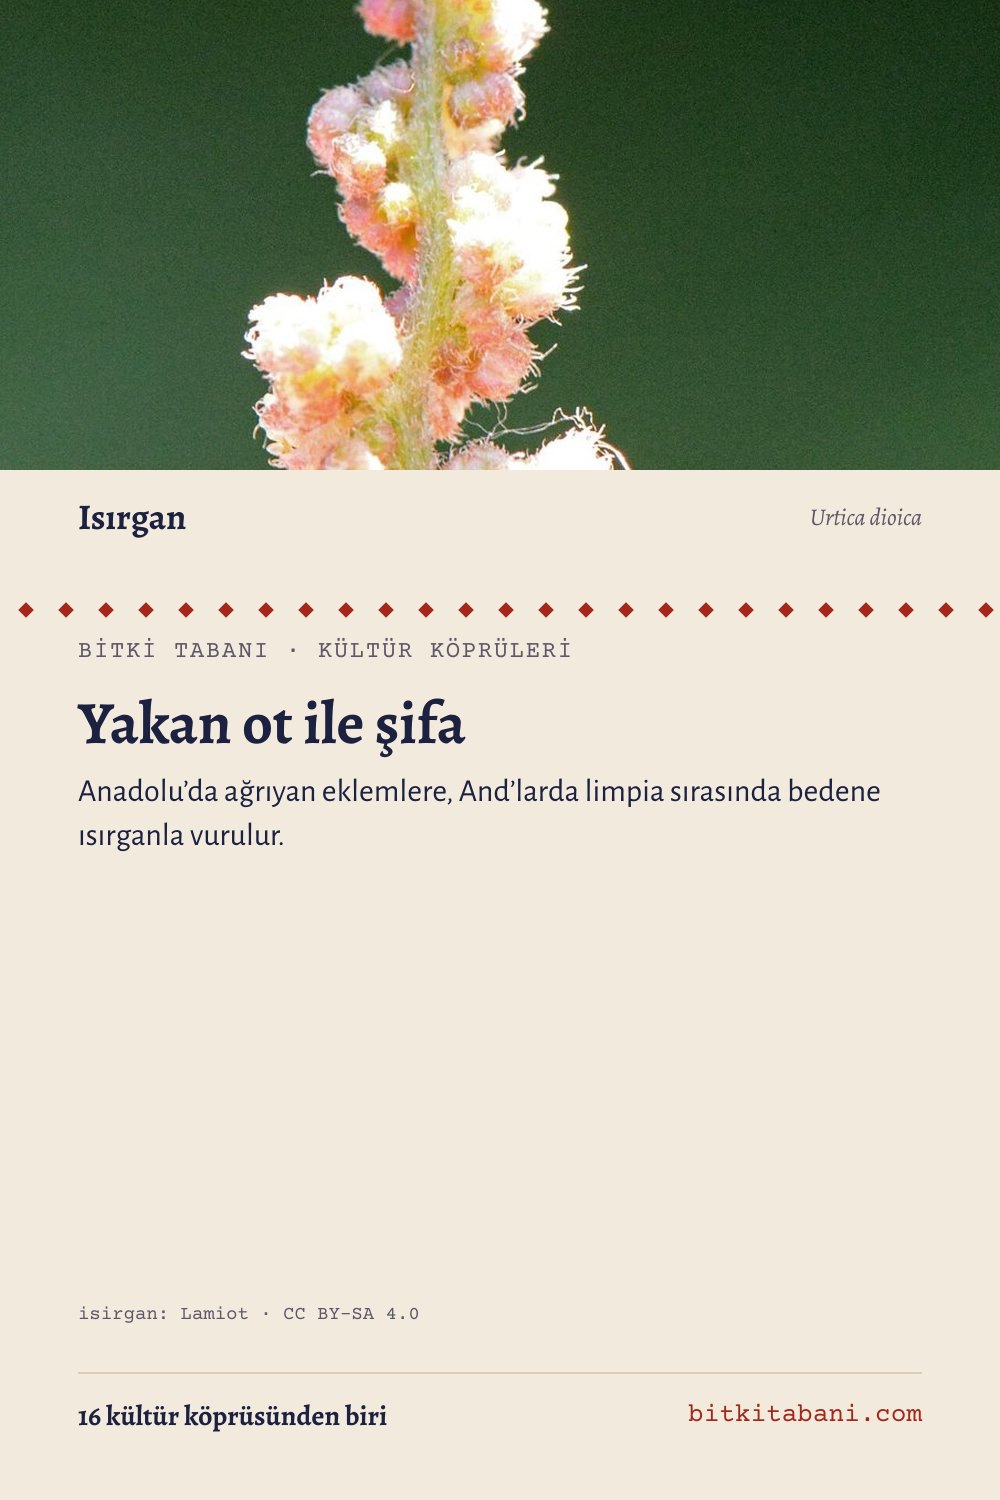 Isırgan
Urtica dioica
BİTKİ TABANI · KÜLTÜR KÖPRÜLERİ
Yakan ot ile şifa
Anadolu’da ağrıyan eklemlere, And’larda limpia sırasında bedene
ısırganla vurulur.
isirgan: Lamiot · CC BY-SA 4.0
16 kültür köprüsünden biri
bitkitabani.com